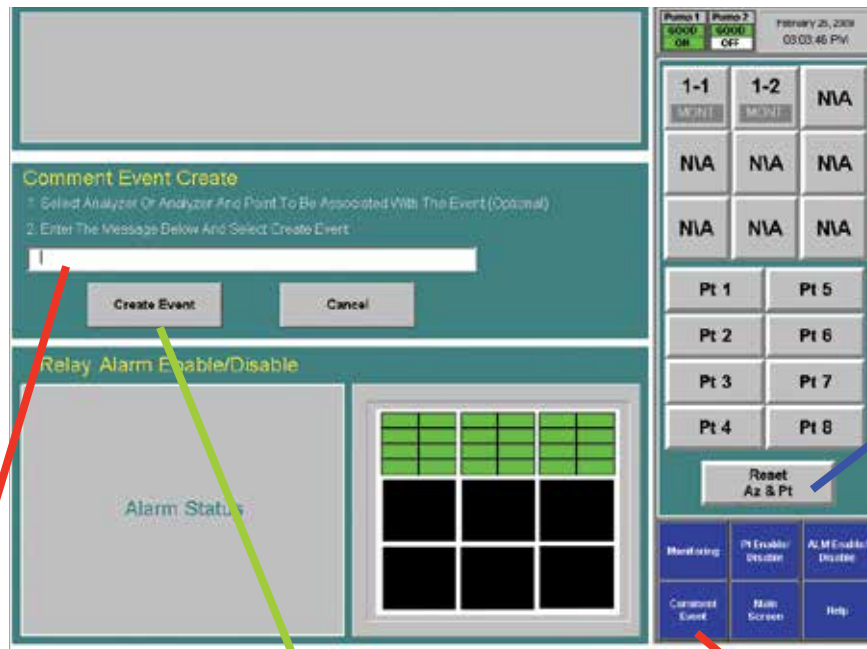 Pump 1 Pump 2
GOOD GOOD
ON OFF
03:03:46 PM
1-1 1-2 N\A
MONT MONT
N\A N\A N\A
N\A N\A N\A
Comment Event Create
1. Select Analyzer Or Analyzer And Point To Be Associated With The Event (Optional)
2. Enter The Message Below And Select Create Event
Create Event Cancel
Pt 1 Pt 5
Pt 2 Pt 6
Pt 3 Pt 7
Pt 4 Pt 8
Reset
Az & Pt
Relay Alarm Enable/Disable
Alarm Status
Monitoring Pt Enable/ ALM Enable/
Disable Disable
Comment Main Help
Event Screen